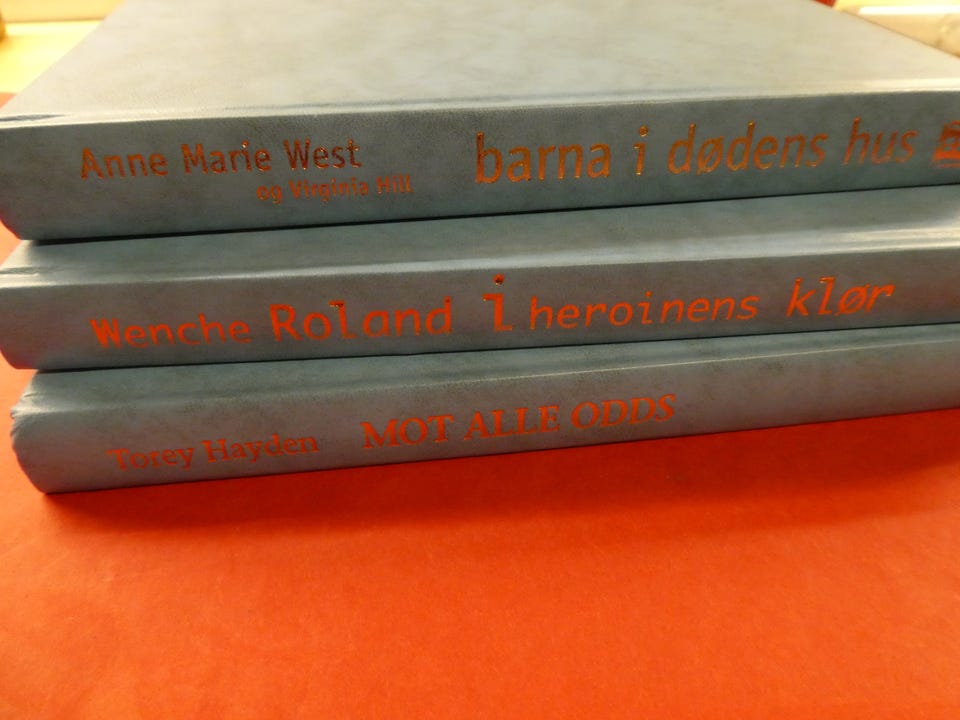 Anne Marie West
og Virginia Hill
barna i dødens hus
Wenche Roland i heroinens klør
Torey Hayden MOT ALLE ODDS